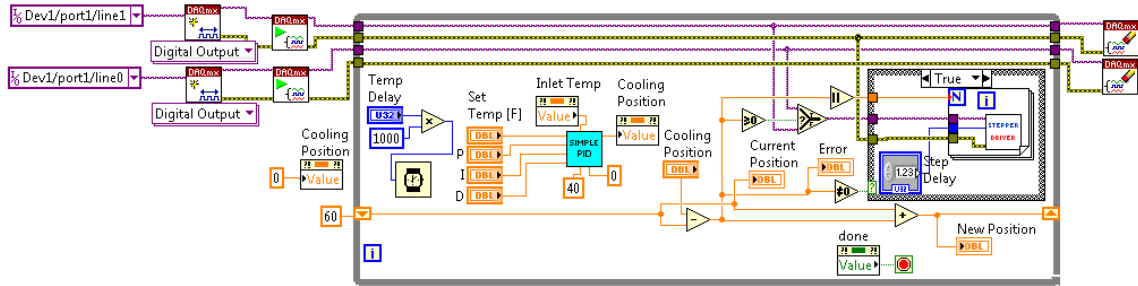 Dev1/port1/line1
DAQmx
DAQmx
Digital Output
Dev1/port1/line0
DAQmx
DAQmx
Digital Output
DAQmx
DAQmx
Temp
Delay
U32
1000
Set
Temp [F]
DBL
P
DBL
I
DBL
D
DBL
Inlet Temp
Value
SIMPLE
PID
40
0
Cooling
Position
Value
Cooling
Position
Value
0
60
Cooling
Position
DBL
Current
Position
DBL
Error
DBL
≥0
≠0
True
N
i
STEPPER
DRIVER
1.23
U32
Step
Delay
?
New Position
DBL
done
Value
i